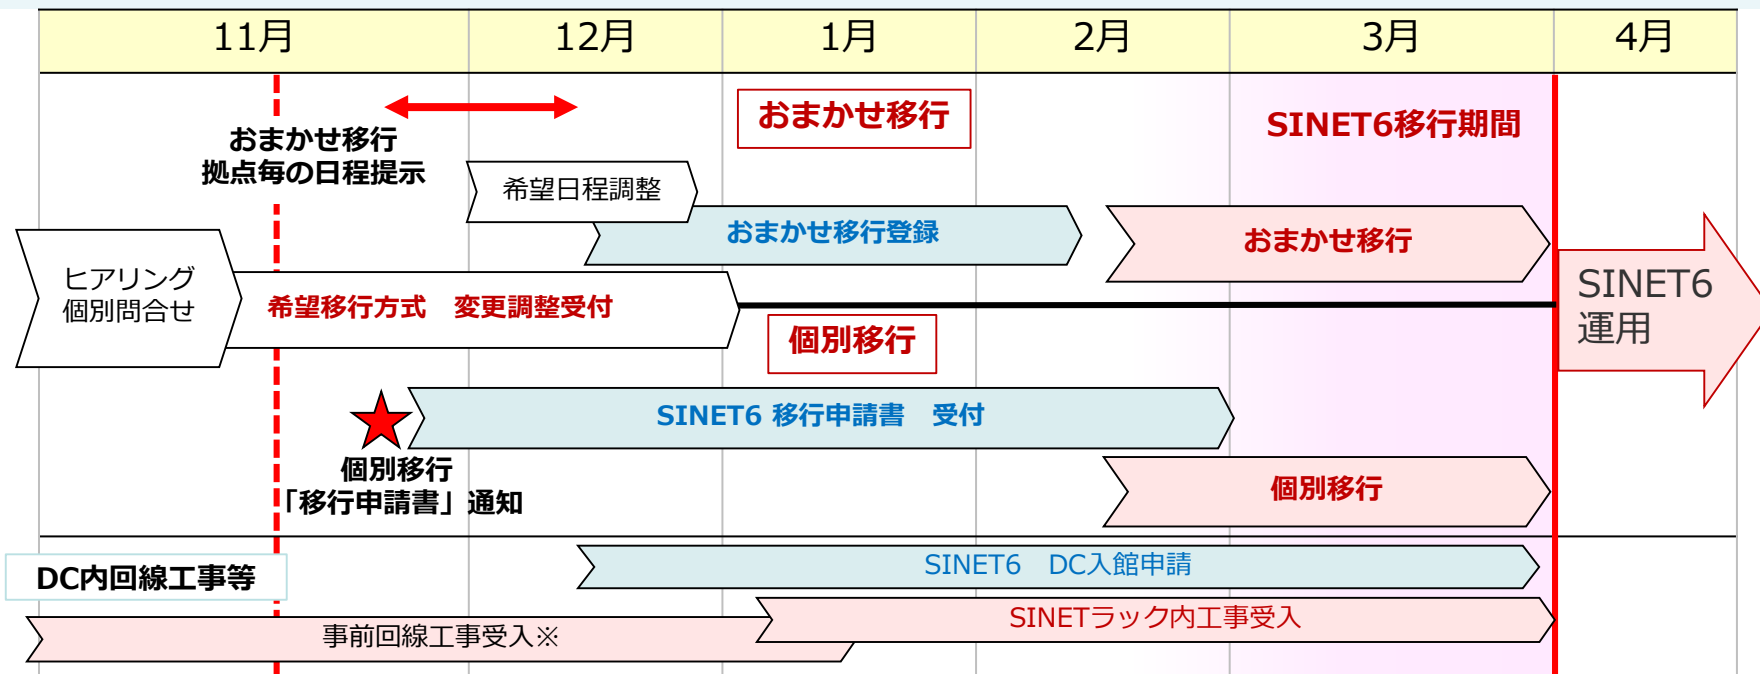 11月
12月
1月
2月
3月
4月
おまかせ移行
拠点毎の日程提示
おまかせ移行
SINET6移行期間
希望日程調整
おまかせ移行登録
おまかせ移行
ヒアリング
個別問合せ
希望移行方式　変更調整受付
個別移行
SINET6
運用
SINET6 移行申請書　受付
個別移行
「移行申請書」通知
個別移行
DC内回線工事等
SINET6　DC入館申請
SINETラック内工事受入
事前回線工事受入※